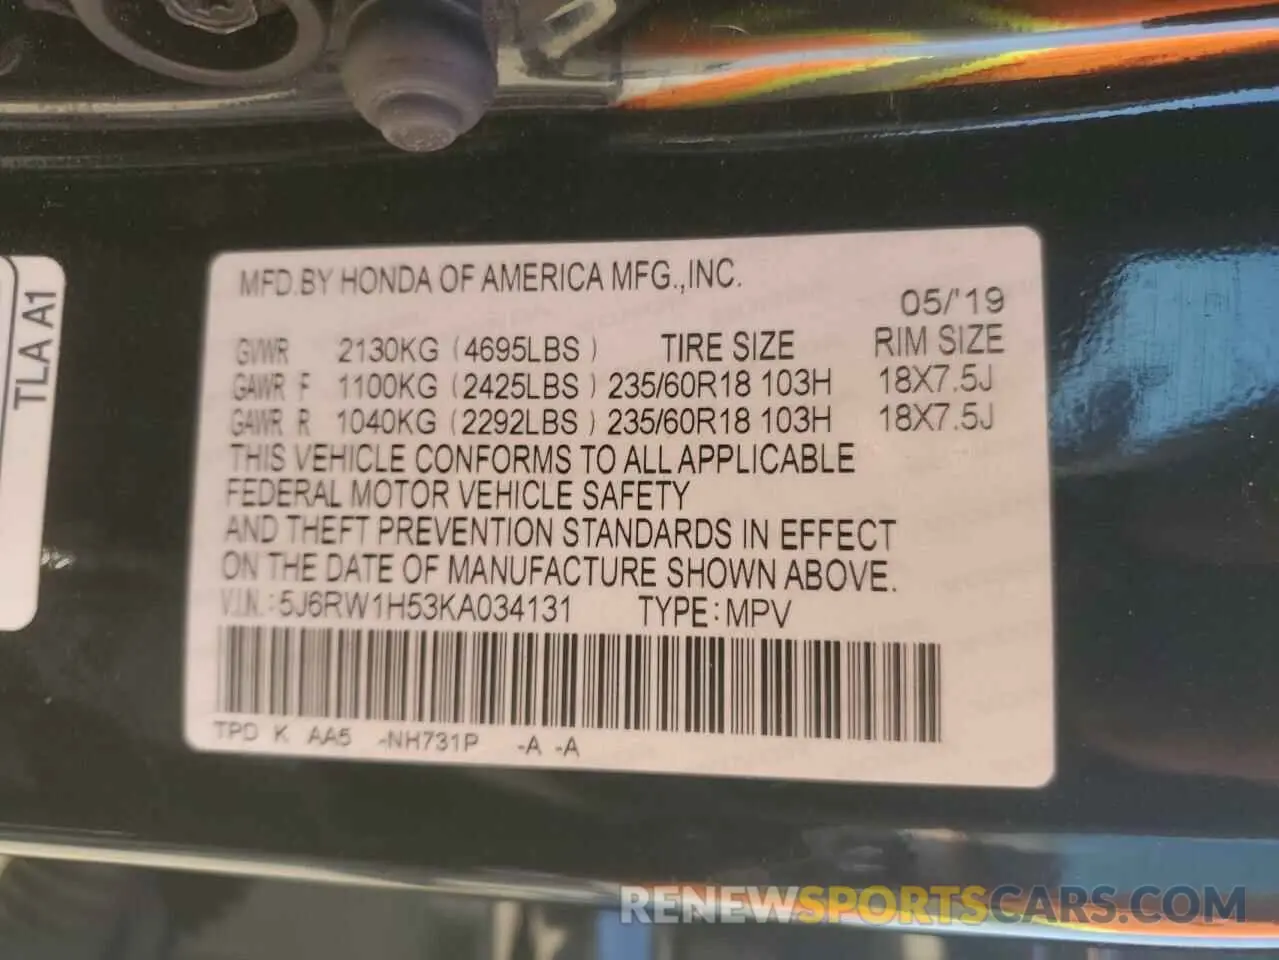 MFD.BY HONDA OF AMERICA MFG.,INC.
05/'19
GVWR 2130KG (4695LBS) TIRE SIZE RIM SIZE
GAWR F 1100KG (2425LBS) 235/60R18 103H 18X7.5J
GAWR R 1040KG (2292LBS) 235/60R18 103H 18X7.5J
THIS VEHICLE CONFORMS TO ALL APPLICABLE
FEDERAL MOTOR VEHICLE SAFETY
AND THEFT PREVENTION STANDARDS IN EFFECT
ON THE DATE OF MANUFACTURE SHOWN ABOVE.
V.I.N.: 5J6RW1H53KA034131 TYPE: MPV
TPD K AA5 -NH731P -A -A
TLA A1
RENEWSPORTSCARS.COM